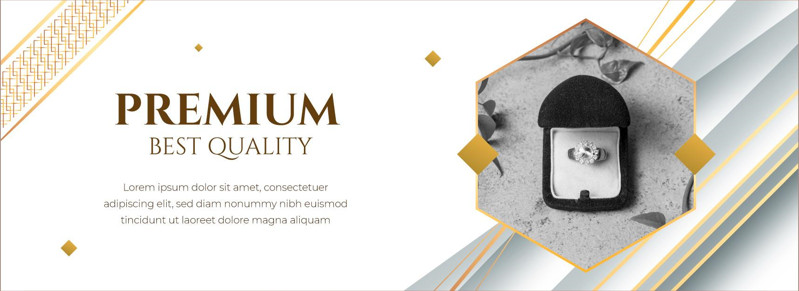 PREMIUM
BEST QUALITY
Lorem ipsum dolor sit amet, consectetuer
adipiscing elit, sed diam nonummy nibh euismod
tincidunt ut laoreet dolore magna aliquam